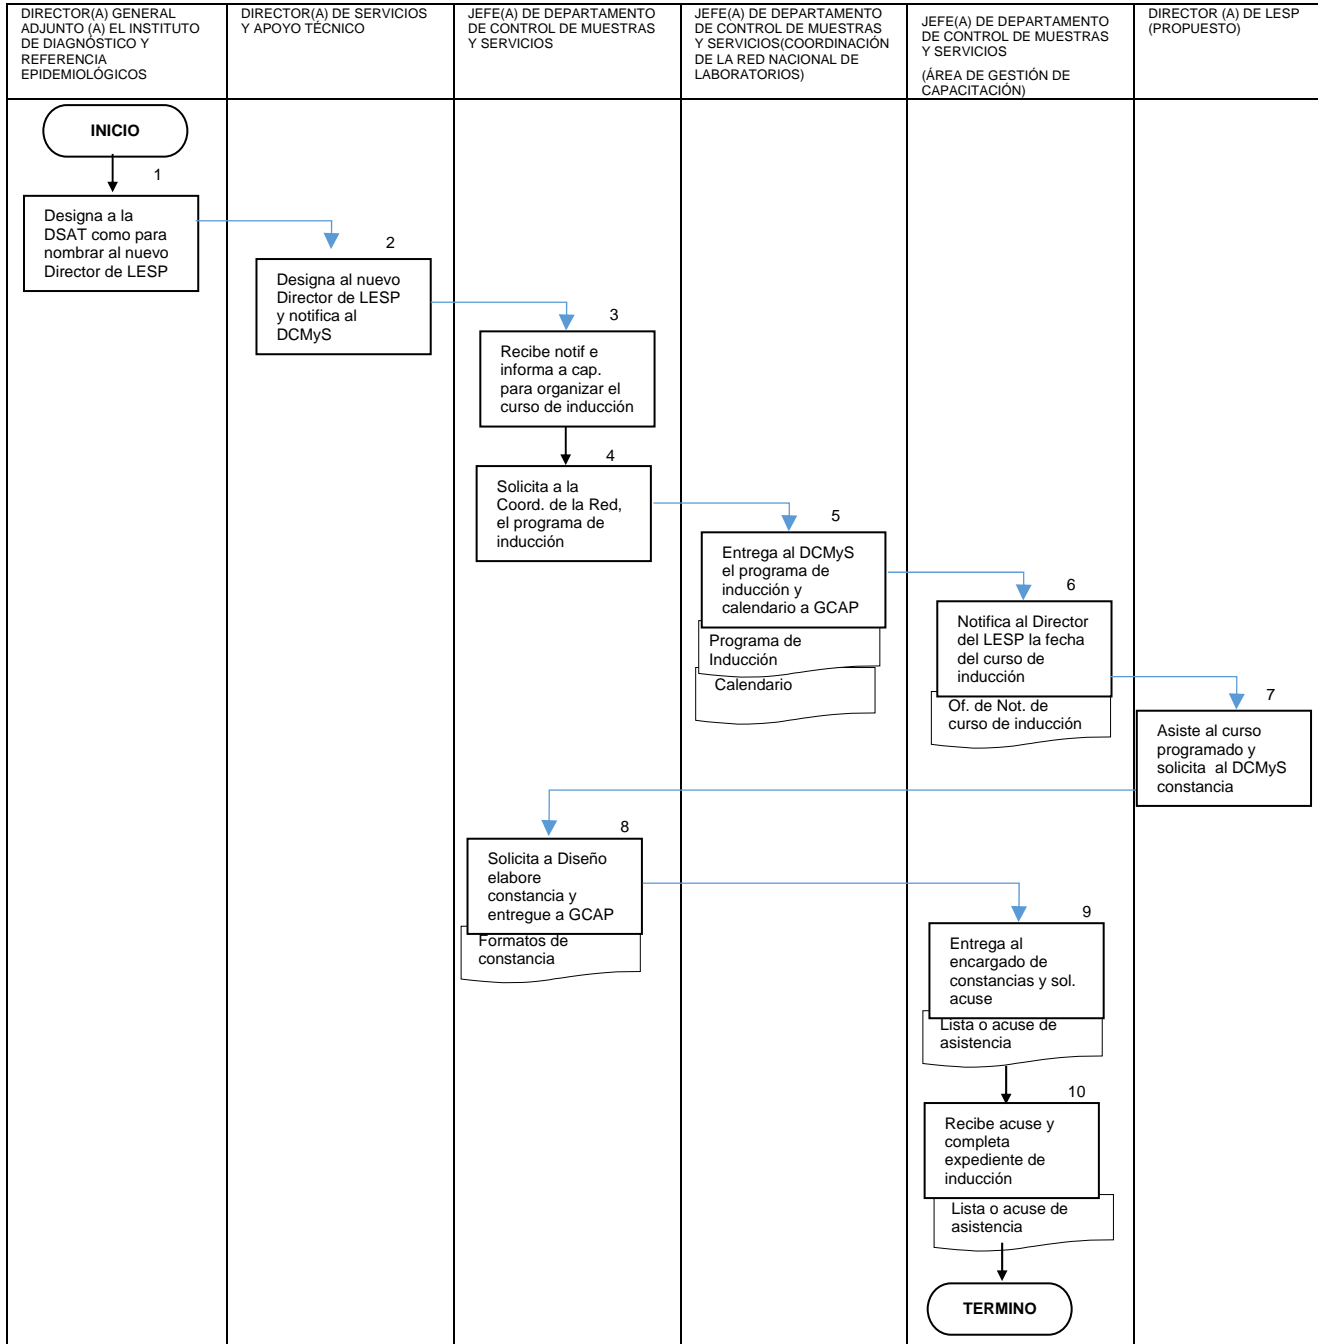 DIRECTOR(A) GENERAL
ADJUNTO (A) EL INSTITUTO
DE DIAGNÓSTICO Y
REFERENCIA
EPIDEMIOLÓGICOS
DIRECTOR(A) DE SERVICIOS
Y APOYO TÉCNICO
JEFE(A) DE DEPARTAMENTO
DE CONTROL DE MUESTRAS
Y SERVICIOS
JEFE(A) DE DEPARTAMENTO
DE CONTROL DE MUESTRAS
Y SERVICIOS(COORDINACIÓN
DE LA RED NACIONAL DE
LABORATORIOS)
JEFE(A) DE DEPARTAMENTO
DE CONTROL DE MUESTRAS
Y SERVICIOS
(ÁREA DE GESTIÓN DE
CAPACITACIÓN)
DIRECTOR (A) DE LESP
(PROPUESTO)
INICIO
1
Designa a la
DSAT como para
nombrar al nuevo
Director de LESP
2
Designa al nuevo
Director de LESP
y notifica al
DCMyS
3
Recibe notif e
informa a cap.
para organizar el
curso de inducción
4
Solicita a la
Coord. de la Red,
el programa de
inducción
5
Entrega al DCMyS
el programa de
inducción y
calendario a GCAP
Programa de
Inducción
Calendario
6
Notifica al Director
del LESP la fecha
del curso de
inducción
Of. de Not. de
curso de inducción
7
Asiste al curso
programado y
solicita al DCMyS
constancia
8
Solicita a Diseño
elabore
constancia y
entregue a GCAP
Formatos de
constancia
9
Entrega al
encargado de
constancias y sol.
acuse
Lista o acuse de
asistencia
10
Recibe acuse y
completa
expediente de
inducción
Lista o acuse de
asistencia
TERMINO